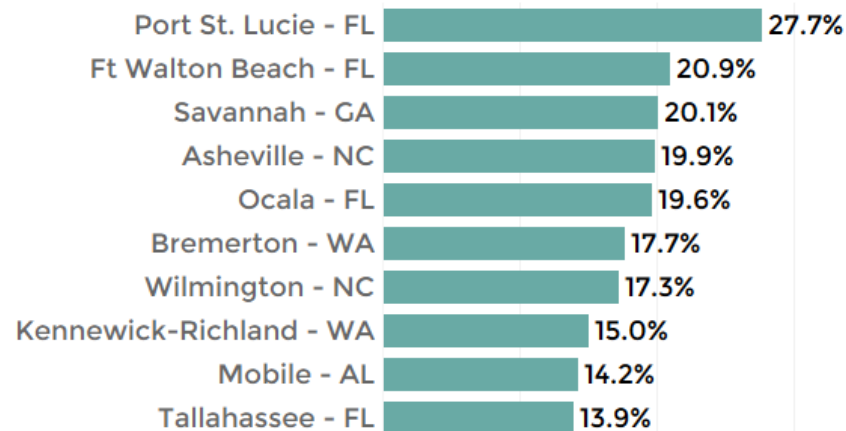 Port St. Lucie - FL 27.7%
Ft Walton Beach - FL 20.9%
Savannah - GA 20.1%
Asheville - NC 19.9%
Ocala - FL 19.6%
Bremerton - WA 17.7%
Wilmington - NC 17.3%
Kennewick-Richland - WA 15.0%
Mobile - AL 14.2%
Tallahassee - FL 13.9%